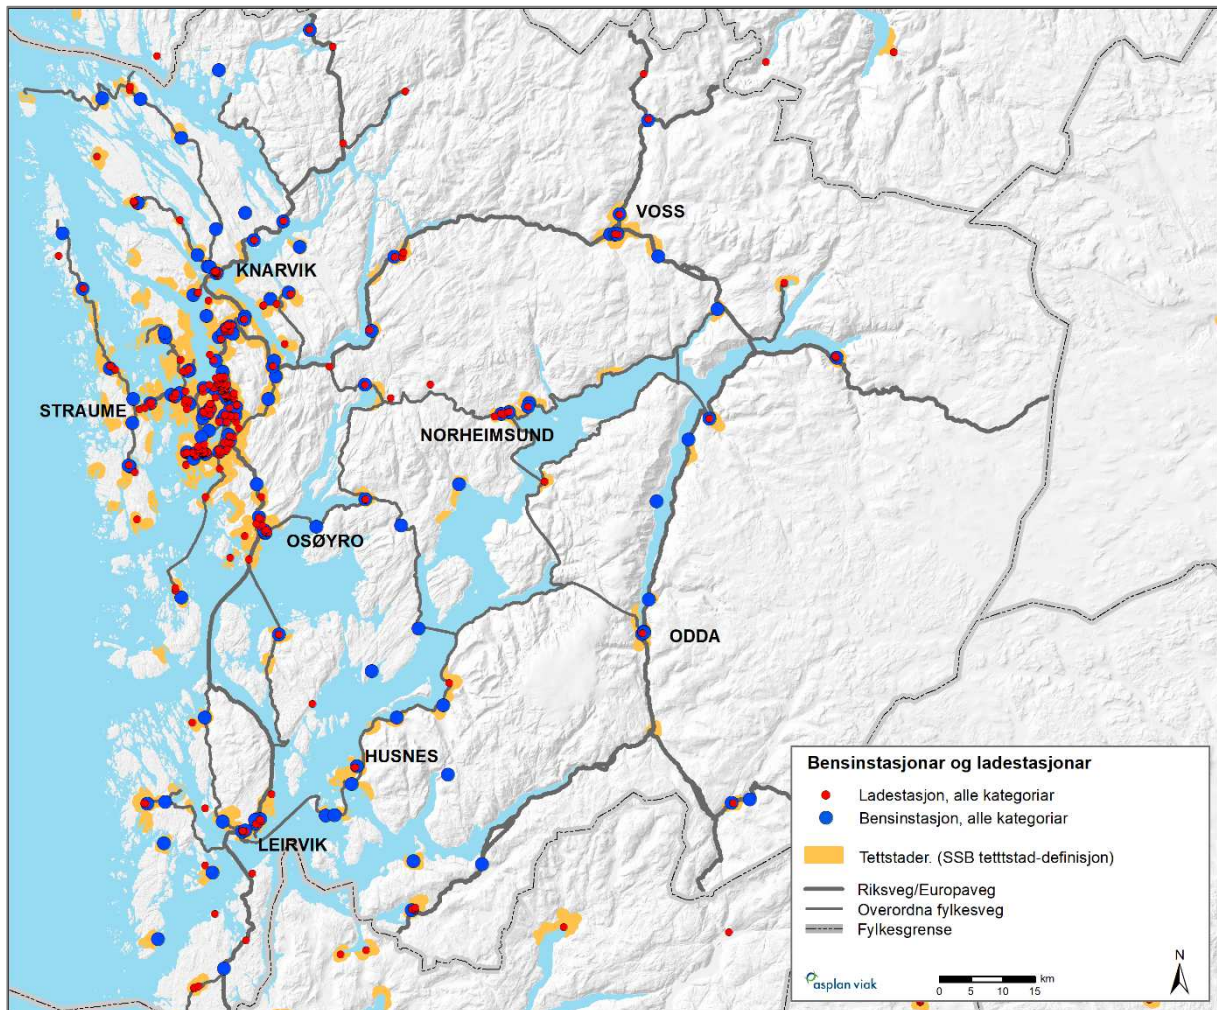 VOSS
KNARVIK
STRAUME
NORHEIMSUND
OSØYRO
ODDA
HUSNES
LEIRVIK
Bensinstasjonar og ladestasjonar
Ladestasjon, alle kategoriar
Bensinstasjon, alle kategoriar
Tettstader. (SSB tetttstad-definisjon)
Riksveg/Europaveg
Overordna fylkesveg
Fylkesgrense
N
asplan viak
km
0 5 10 15